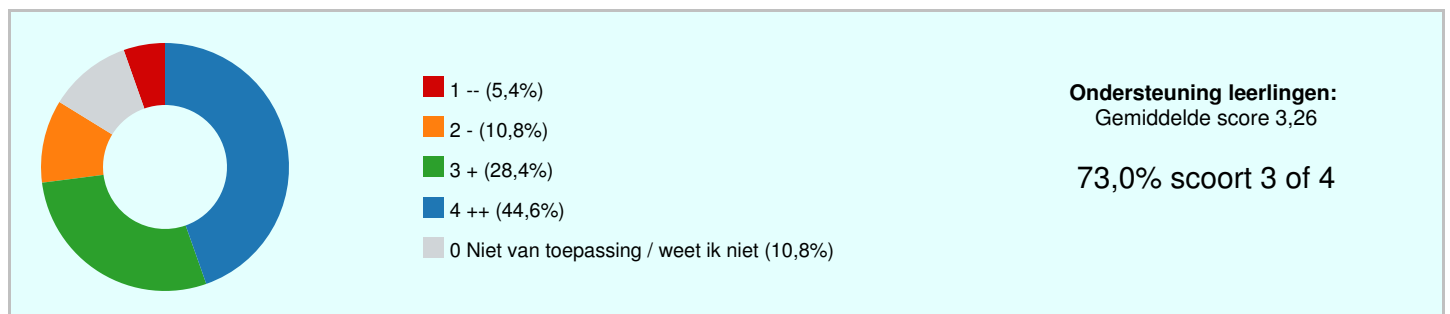 1 -- (5,4%)
2 - (10,8%)
3 + (28,4%)
4 ++ (44,6%)
0 Niet van toepassing / weet ik niet (10,8%)
Ondersteuning leerlingen:
Gemiddelde score 3,26
73,0% scoort 3 of 4